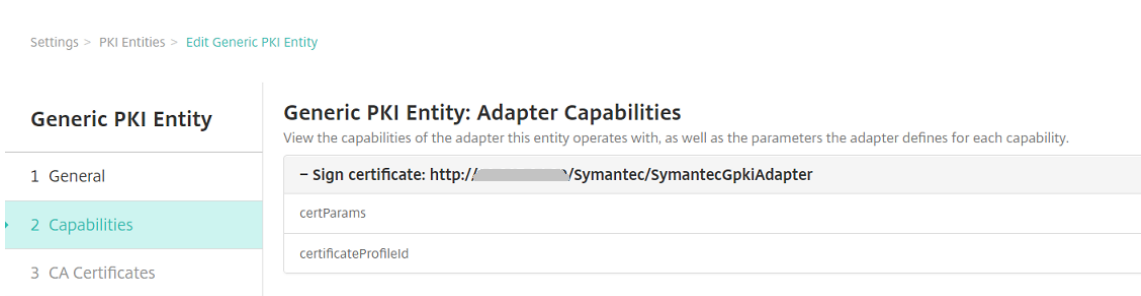 Settings > PKI Entities > Edit Generic PKI Entity
Generic PKI Entity
1 General
2 Capabilities
3 CA Certificates
Generic PKI Entity: Adapter Capabilities
View the capabilities of the adapter this entity operates with, as well as the parameters the adapter defines for each capability.
− Sign certificate: http:// /Symantec/SymantecGpkiAdapter
certParams
certificateProfileId